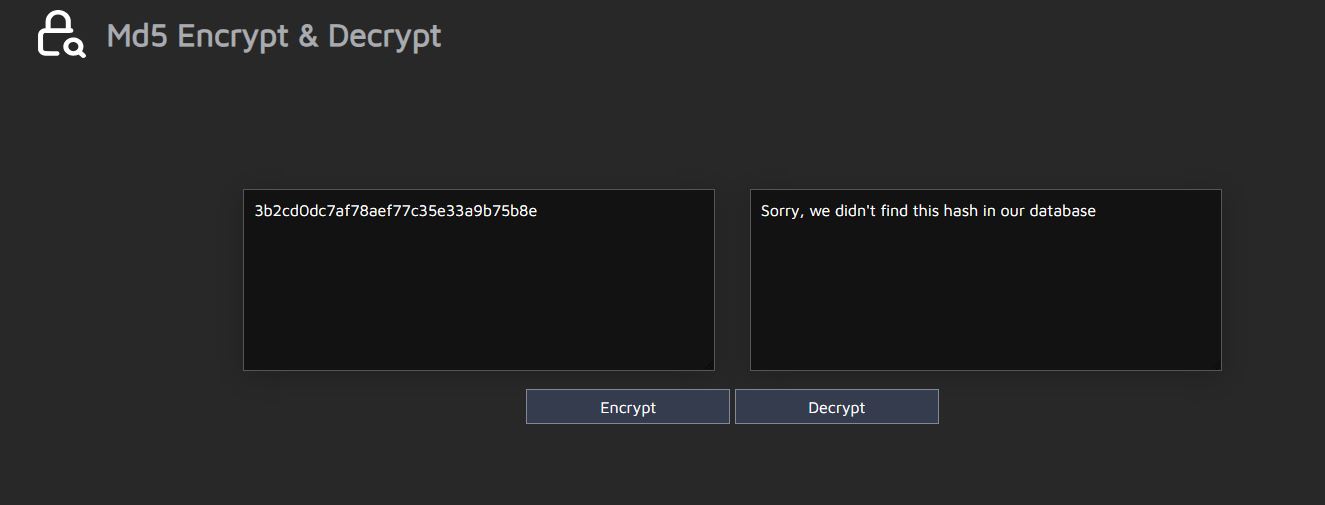 Md5 Encrypt & Decrypt
3b2cd0dc7af78aef77c35e33a9b75b8e
Sorry, we didn't find this hash in our database
Encrypt
Decrypt